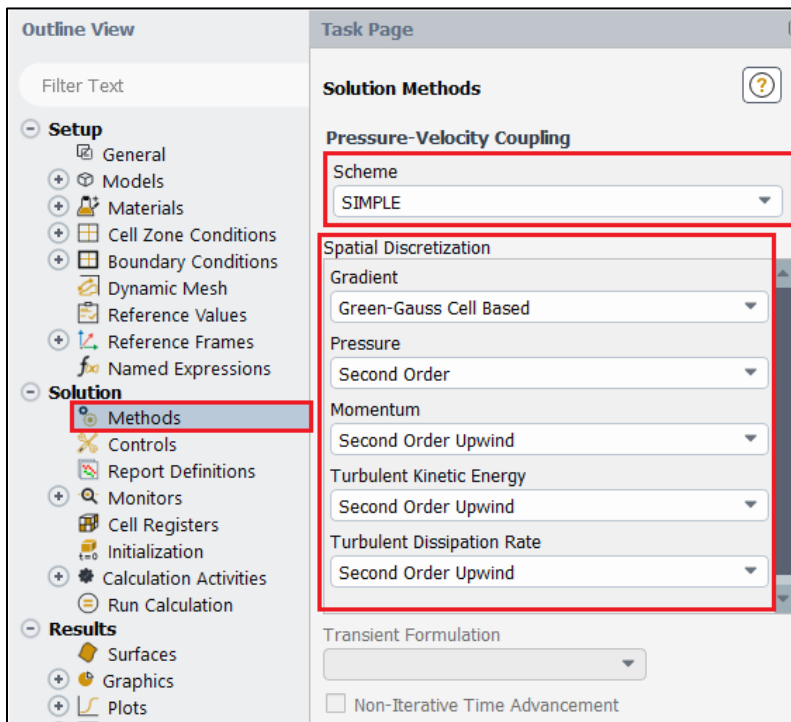 Outline View
Filter Text
Setup
General
Models
Materials
Cell Zone Conditions
Boundary Conditions
Dynamic Mesh
Reference Values
Reference Frames
Named Expressions
Solution
Methods
Controls
Report Definitions
Monitors
Cell Registers
Initialization
Calculation Activities
Run Calculation
Results
Surfaces
Graphics
Plots
Task Page
Solution Methods
Pressure-Velocity Coupling
Scheme
SIMPLE
Spatial Discretization
Gradient
Green-Gauss Cell Based
Pressure
Second Order
Momentum
Second Order Upwind
Turbulent Kinetic Energy
Second Order Upwind
Turbulent Dissipation Rate
Second Order Upwind
Transient Formulation
Non-Iterative Time Advancement